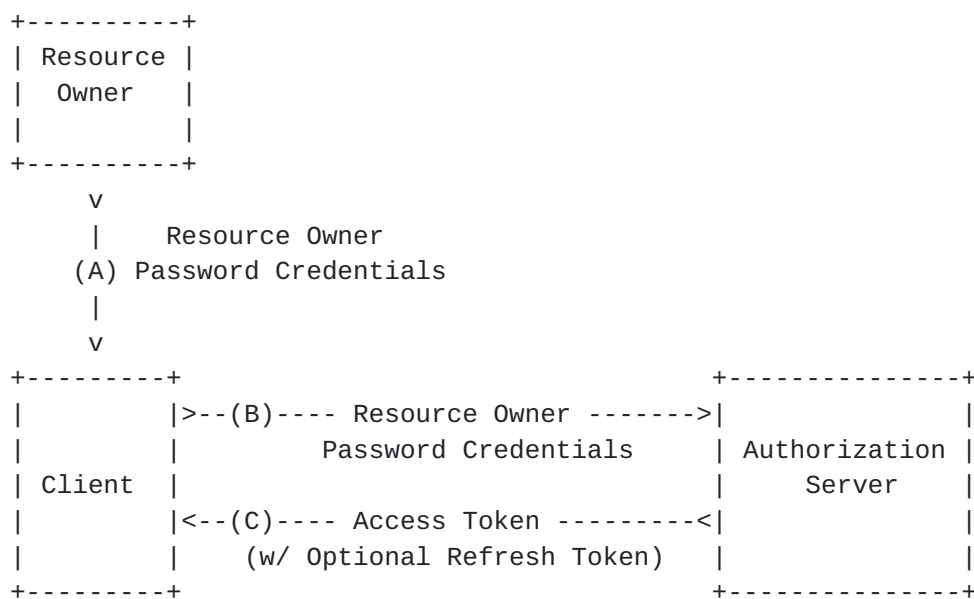 +----------+
| Resource |
|  Owner   |
|          |
+----------+
     v
     |    Resource Owner
    (A) Password Credentials
     |
     v
+---------+                                  +---------------+
|         |>--(B)---- Resource Owner ------->|               |
|         |         Password Credentials     | Authorization |
| Client  |                                  |     Server    |
|         |<--(C)---- Access Token ---------<|               |
|         |    (w/ Optional Refresh Token)   |               |
+---------+                                  +---------------+